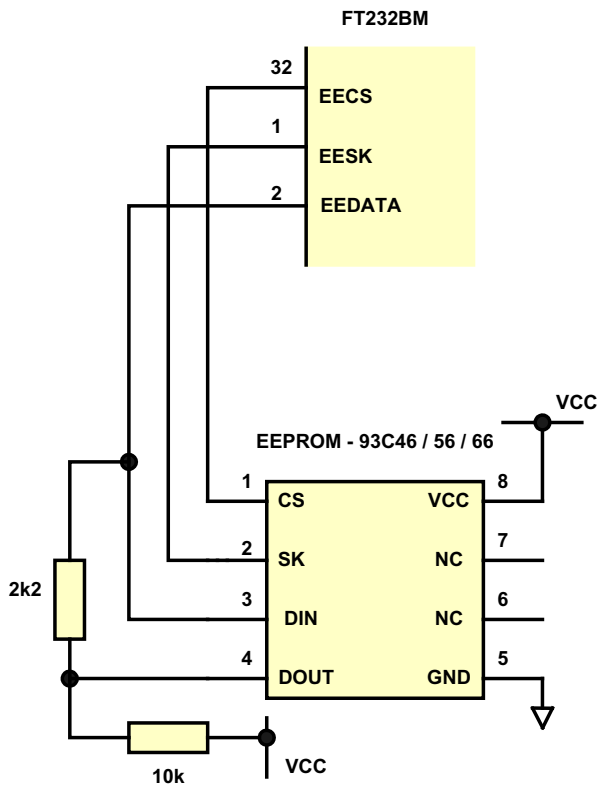 FT232BM
32
EECS
1
EESK
2
EEDATA
VCC
EEPROM - 93C46 / 56 / 66
1
CS
VCC
8
2
SK
NC
7
2k2
3
DIN
NC
6
4
DOUT
GND
5
10k
VCC